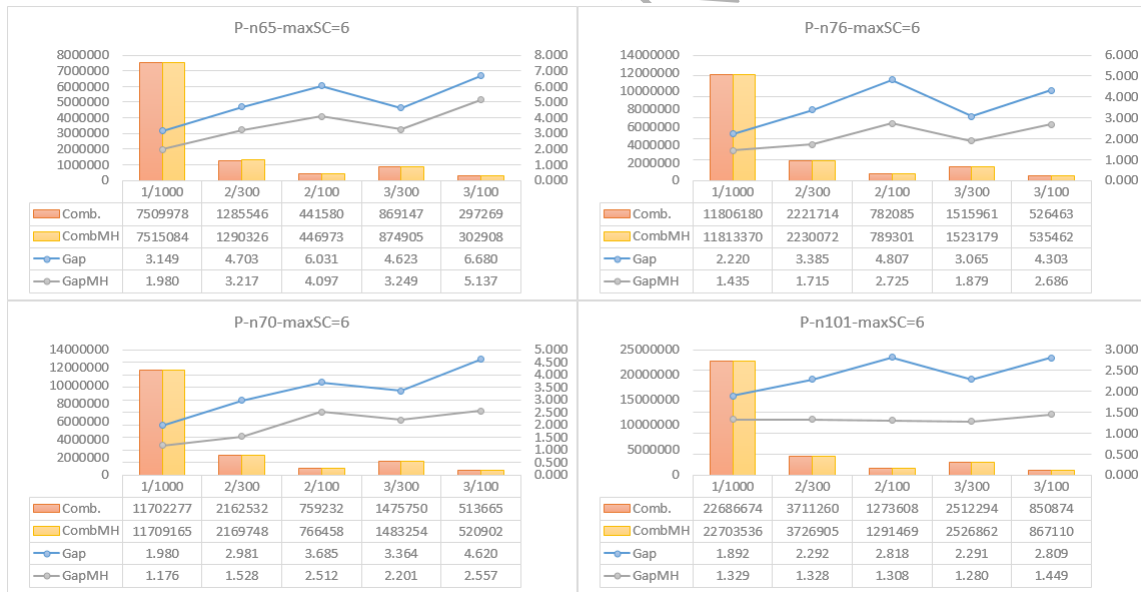 P-n65-maxSC=6
8000000 8.000
7000000 7.000
6000000 6.000
5000000 5.000
4000000 4.000
3000000 3.000
2000000 2.000
1000000 1.000
0 0.000
1/1000 2/300 2/100 3/300 3/100
Comb. 7509978 1285546 441580 869147 297269
CombMH 7515084 1290326 446973 874905 302908
Gap 3.149 4.703 6.031 4.623 6.680
GapMH 1.980 3.217 4.097 3.249 5.137
P-n76-maxSC=6
14000000 6.000
12000000 5.000
10000000 4.000
8000000
6000000 3.000
4000000 2.000
2000000 1.000
0 0.000
1/1000 2/300 2/100 3/300 3/100
Comb. 11806180 2221714 782085 1515961 526463
CombMH 11813370 2230072 789301 1523179 535462
Gap 2.220 3.385 4.807 3.065 4.303
GapMH 1.435 1.715 2.725 1.879 2.686
P-n70-maxSC=6
14000000 5.000
12000000 4.500
10000000 4.000
8000000 3.500
6000000 3.000
4000000 2.500
2000000 2.000
0 1.500
1.000
0.500
0.000
1/1000 2/300 2/100 3/300 3/100
Comb. 11702277 2162532 759232 1475750 513665
CombMH 11709165 2169748 766458 1483254 520902
Gap 1.980 2.981 3.685 3.364 4.620
GapMH 1.176 1.528 2.512 2.201 2.557
P-n101-maxSC=6
25000000 3.000
20000000 2.500
15000000 2.000
10000000 1.500
5000000 1.000
0 0.500
0.000
1/1000 2/300 2/100 3/300 3/100
Comb. 22686674 3711260 1273608 2512294 850874
CombMH 22703536 3726905 1291469 2526862 867110
Gap 1.892 2.292 2.818 2.291 2.809
GapMH 1.329 1.328 1.308 1.280 1.449